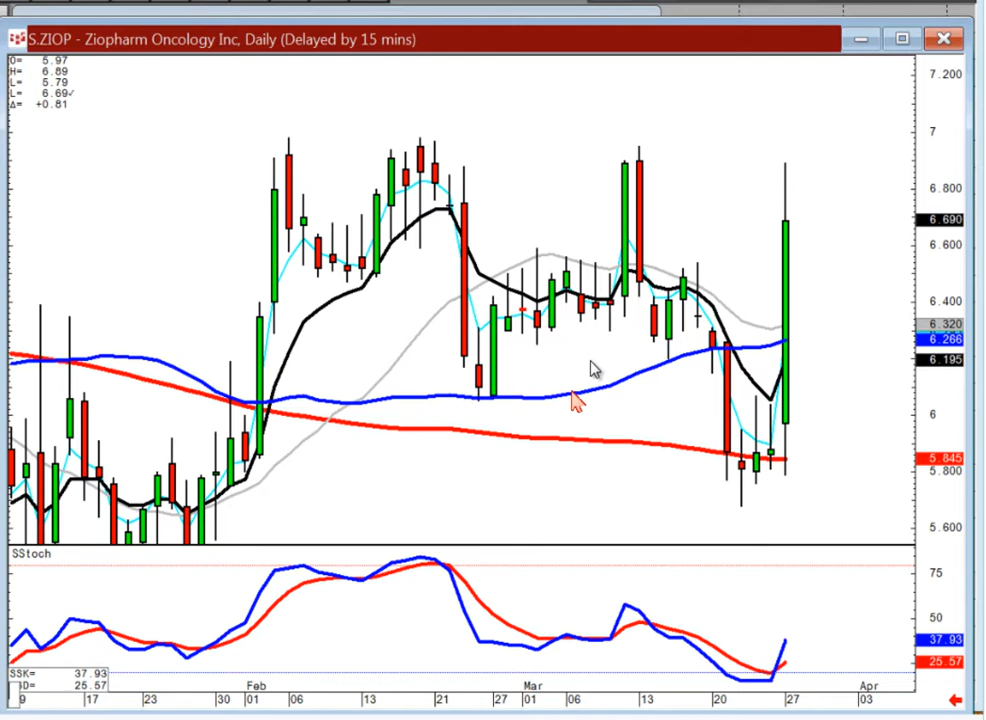 S.ZIOP - Ziopharm Oncology Inc, Daily (Delayed by 15 mins)
O= 5.97
H= 6.89
L= 5.79
L= 6.69✓
Δ= +0.81
7.200
7
6.800
6.690
6.600
6.400
6.320
6.266
6.195
6
5.845
5.800
5.600
SStoch
75
50
37.93
25.57
SSK= 37.93
D= 25.57
Feb Mar Apr
9 17 23 30 01 06 13 21 27 01 06 13 20 27 03